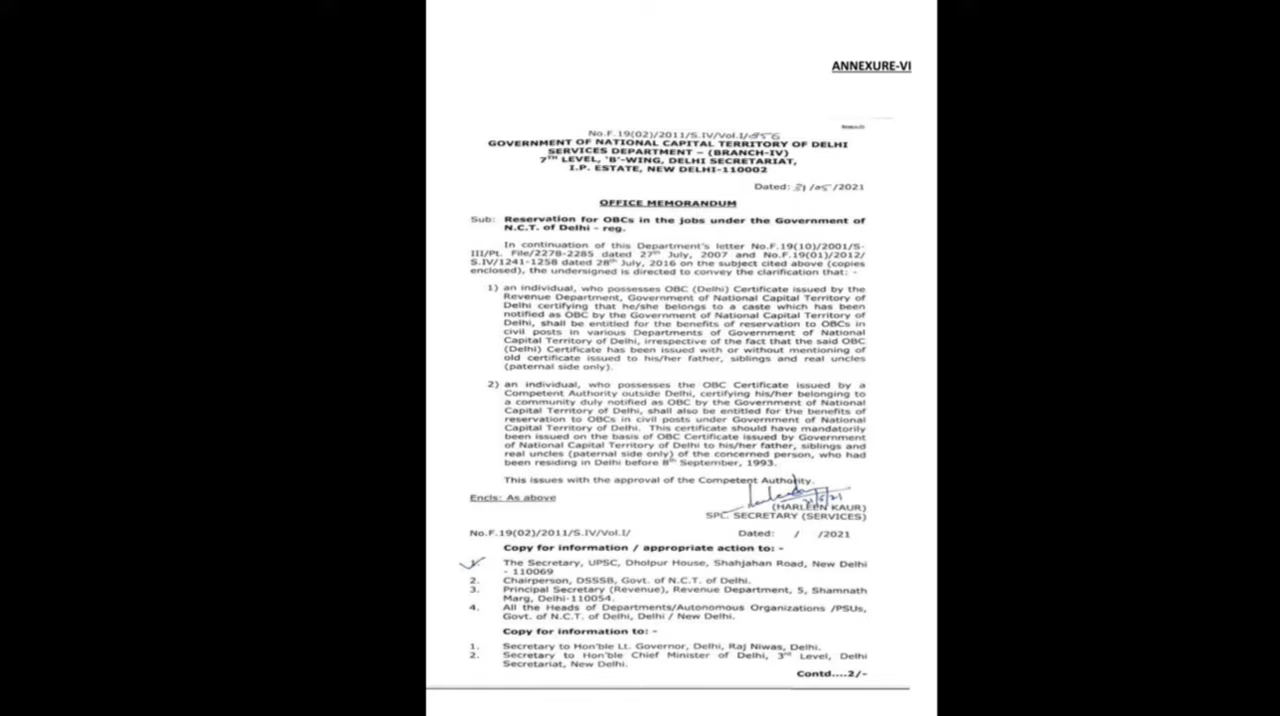 ANNEXURE-VI
No.F.19(02)/2011/S.IV/Vol.I/856
GOVERNMENT OF NATIONAL CAPITAL TERRITORY OF DELHI
SERVICES DEPARTMENT – (BRANCH-IV)
7TH LEVEL, 'B'-WING, DELHI SECRETARIAT,
I.P. ESTATE, NEW DELHI-110002
Dated: 31/05/2021
OFFICE MEMORANDUM
Sub: Reservation for OBCs in the jobs under the Government of
N.C.T. of Delhi – reg.
In continuation of this Department's letter No.F.19(10)/2001/S-
III/Pt. File/2278-2285 dated 27th July, 2007 and No.F.19(01)/2012/
S.IV/1241-1258 dated 28th July, 2016 on the subject cited above (copies
enclosed), the undersigned is directed to convey the clarification that: -
1) an individual, who possesses OBC (Delhi) Certificate issued by the
Revenue Department, Government of National Capital Territory of
Delhi certifying that he/she belongs to a caste which has been
notified as OBC by the Government of National Capital Territory of
Delhi, shall be entitled for the benefits of reservation to OBCs in
civil posts in various Departments of Government of National
Capital Territory of Delhi, irrespective of the fact that the said OBC
(Delhi) Certificate has been issued with or without mentioning of
old certificate issued to his/her father, siblings and real uncles
(paternal side only).
2) an individual, who possesses the OBC Certificate issued by a
Competent Authority outside Delhi, certifying his/her belonging to
a community duly notified as OBC by the Government of National
Capital Territory of Delhi, shall also be entitled for the benefits of
reservation to OBCs in civil posts under Government of National
Capital Territory of Delhi. This certificate should have mandatorily
been issued on the basis of OBC Certificate issued by Government
of National Capital Territory of Delhi to his/her father, siblings and
real uncles (paternal side only) of the concerned person, who had
been residing in Delhi before 8th September, 1993.
This issues with the approval of the Competent Authority.
Encls: As above
31/5/21
(HARLEEN KAUR)
SPL. SECRETARY (SERVICES)
No.F.19(02)/2011/S.IV/Vol.I/ Dated: / /2021
Copy for information / appropriate action to: -
1. The Secretary, UPSC, Dholpur House, Shahjahan Road, New Delhi
- 110069
2. Chairperson, DSSSB, Govt. of N.C.T. of Delhi.
3. Principal Secretary (Revenue), Revenue Department, 5, Shamnath
Marg, Delhi-110054.
4. All the Heads of Departments/Autonomous Organizations /PSUs,
Govt. of N.C.T. of Delhi, Delhi / New Delhi.
Copy for information to: -
1. Secretary to Hon'ble Lt. Governor, Delhi, Raj Niwas, Delhi.
2. Secretary to Hon'ble Chief Minister of Delhi, 3rd Level, Delhi
Secretariat, New Delhi.
Contd....2/-